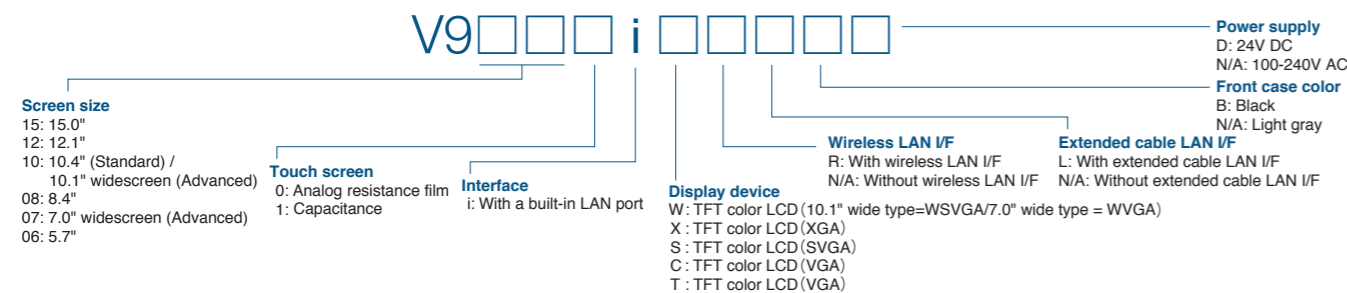 V9□□□i□□□□□
Power supply
D: 24V DC
N/A: 100-240V AC
Front case color
B: Black
N/A: Light gray
Screen size
15: 15.0"
12: 12.1"
10: 10.4" (Standard) /
10.1" widescreen (Advanced)
08: 8.4"
07: 7.0" widescreen (Advanced)
06: 5.7"
Touch screen
0: Analog resistance film
1: Capacitance
Interface
i: With a built-in LAN port
Display device
W : TFT color LCD (10.1" wide type=WSVGA/7.0" wide type = WVGA)
X : TFT color LCD (XGA)
S : TFT color LCD (SVGA)
C : TFT color LCD (VGA)
T : TFT color LCD (VGA)
Wireless LAN I/F
R: With wireless LAN I/F
N/A: Without wireless LAN I/F
Extended cable LAN I/F
L: With extended cable LAN I/F
N/A: Without extended cable LAN I/F